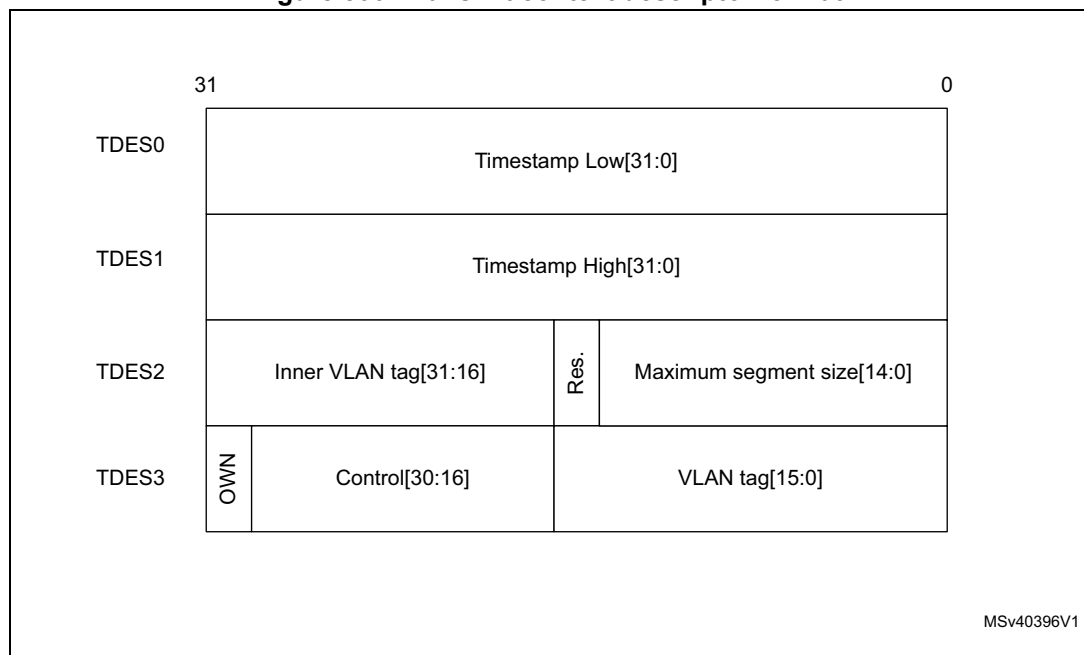 31 0
TDES0 Timestamp Low[31:0]
TDES1 Timestamp High[31:0]
TDES2 Inner VLAN tag[31:16] Res. Maximum segment size[14:0]
TDES3 OWN Control[30:16] VLAN tag[15:0]
MSv40396V1